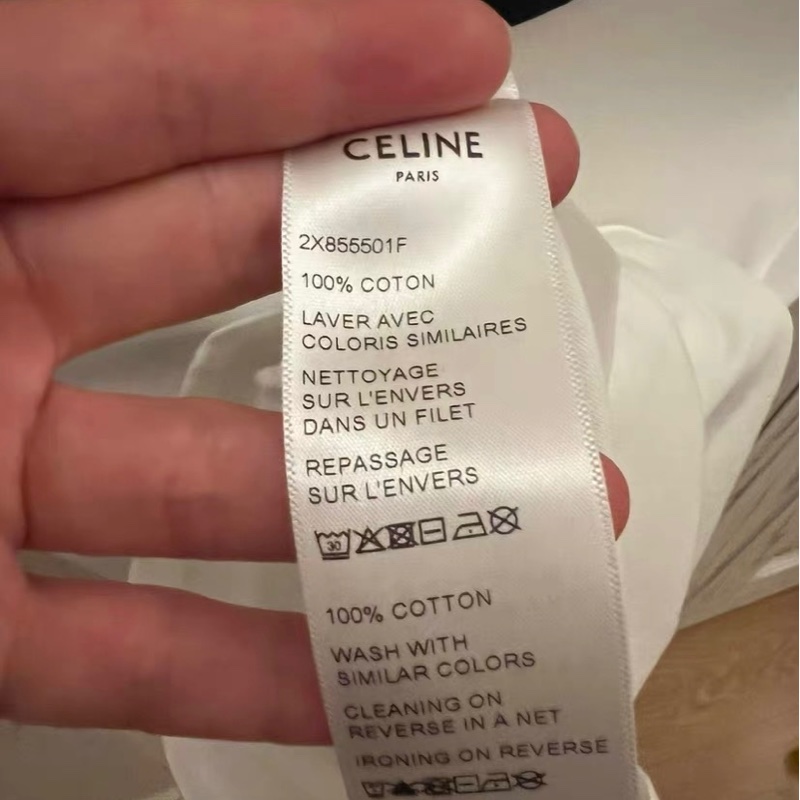 CELINE
PARIS
2X855501F
100% COTON
LAVER AVEC
COLORIS SIMILAIRES
NETTOYAGE
SUR L'ENVERS
DANS UN FILET
REPASSAGE
SUR L'ENVERS
30
100% COTTON
WASH WITH
SIMILAR COLORS
CLEANING ON
REVERSE IN A NET
IRONING ON REVERSE